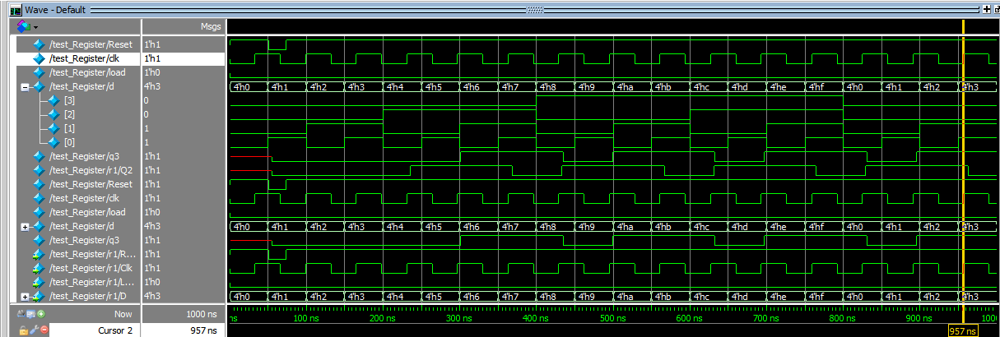 Wave - Default
Msgs
/test_Register/Reset 1'h1
/test_Register/clk 1'h1
/test_Register/load 1'h0
/test_Register/d 4'h3 4'h0 4'h1 4'h2 4'h3 4'h4 4'h5 4'h6 4'h7 4'h8 4'h9 4'ha 4'hb 4'hc 4'hd 4'he 4'hf 4'h0 4'h1 4'h2 4'h3
[3] 0
[2] 0
[1] 1
[0] 1
/test_Register/q3 1'h1
/test_Register/r1/Q2 1'h1
/test_Register/Reset 1'h1
/test_Register/clk 1'h1
/test_Register/load 1'h0
/test_Register/d 4'h3 4'h0 4'h1 4'h2 4'h3 4'h4 4'h5 4'h6 4'h7 4'h8 4'h9 4'ha 4'hb 4'hc 4'hd 4'he 4'hf 4'h0 4'h1 4'h2 4'h3
/test_Register/q3 1'h1
/test_Register/r1/R... 1'h1
/test_Register/r1/Clk 1'h1
/test_Register/r1/L... 1'h0
/test_Register/r1/D 4'h3 4'h0 4'h1 4'h2 4'h3 4'h4 4'h5 4'h6 4'h7 4'h8 4'h9 4'ha 4'hb 4'hc 4'hd 4'he 4'hf 4'h0 4'h1 4'h2 4'h3
Now 1000 ns ns 100 ns 200 ns 300 ns 400 ns 500 ns 600 ns 700 ns 800 ns 900 ns 1000
Cursor 2 957 ns 957 ns